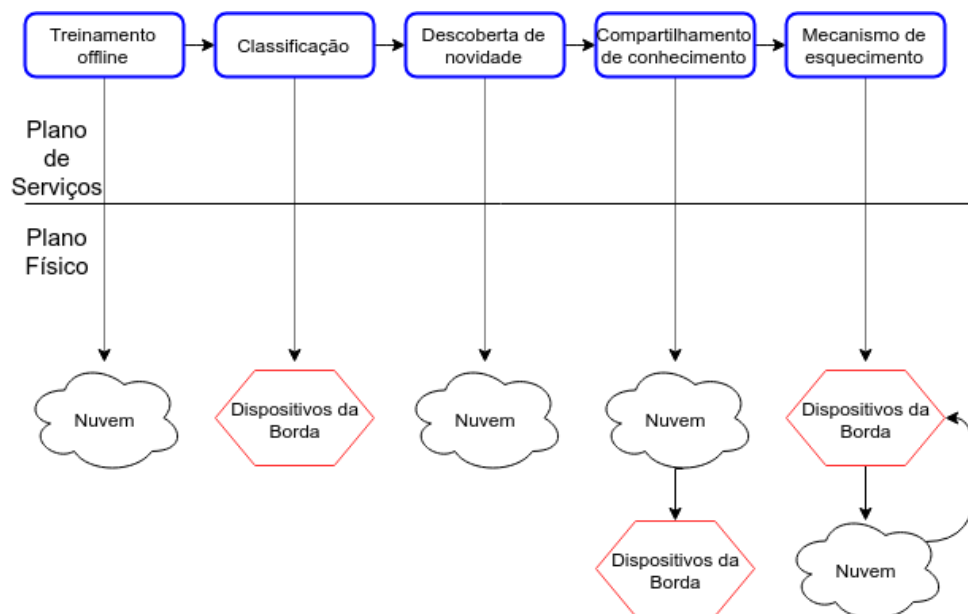 Treinamento
offline
Classificação
Descoberta de
novidade
Compartilhamento
de conhecimento
Mecanismo de
esquecimento
Plano
de
Serviços
Plano
Físico
Nuvem
Dispositivos da
Borda
Nuvem
Nuvem
Dispositivos da
Borda
Dispositivos da
Borda
Nuvem